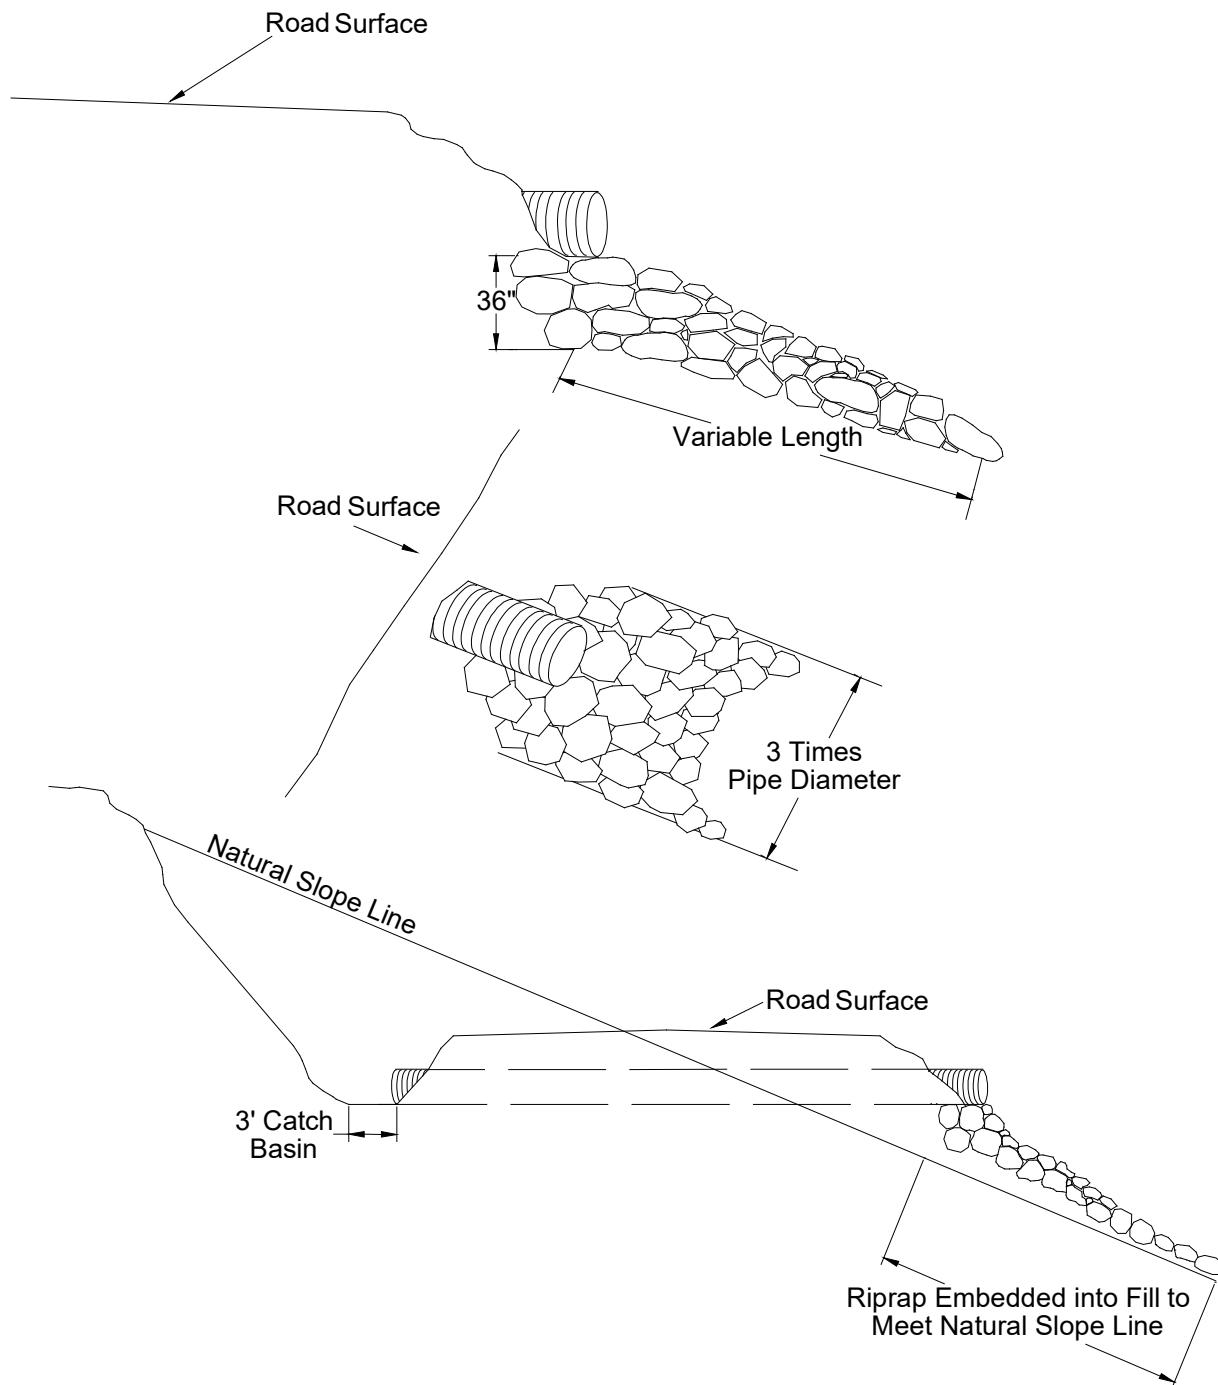 Road Surface
36"
Variable Length
Road Surface
3 Times
Pipe Diameter
Natural Slope Line
Road Surface
3' Catch
Basin
Riprap Embedded into Fill to
Meet Natural Slope Line